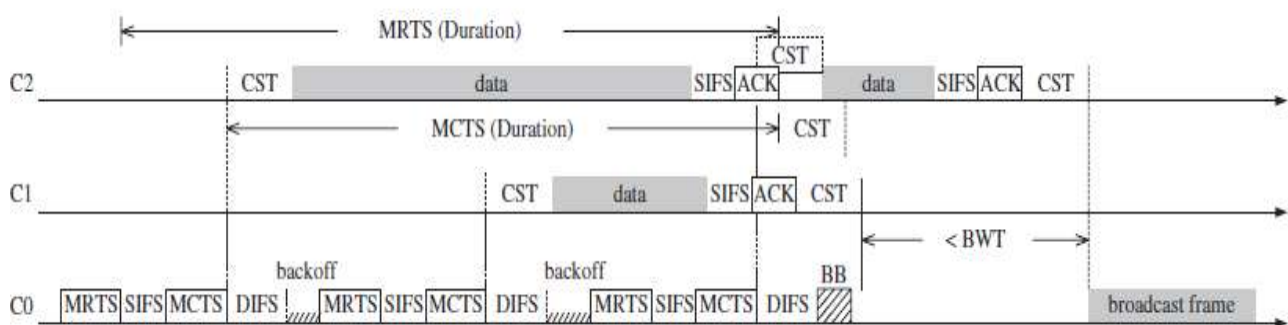 MRTS (Duration)
CST
C2 CST data SIFS ACK data SIFS ACK CST
MCTS (Duration) CST
C1 CST data SIFS ACK CST
< BWT
backoff backoff BB
C0 MRTS SIFS MCTS DIFS MRTS SIFS MCTS DIFS MRTS SIFS MCTS DIFS broadcast frame